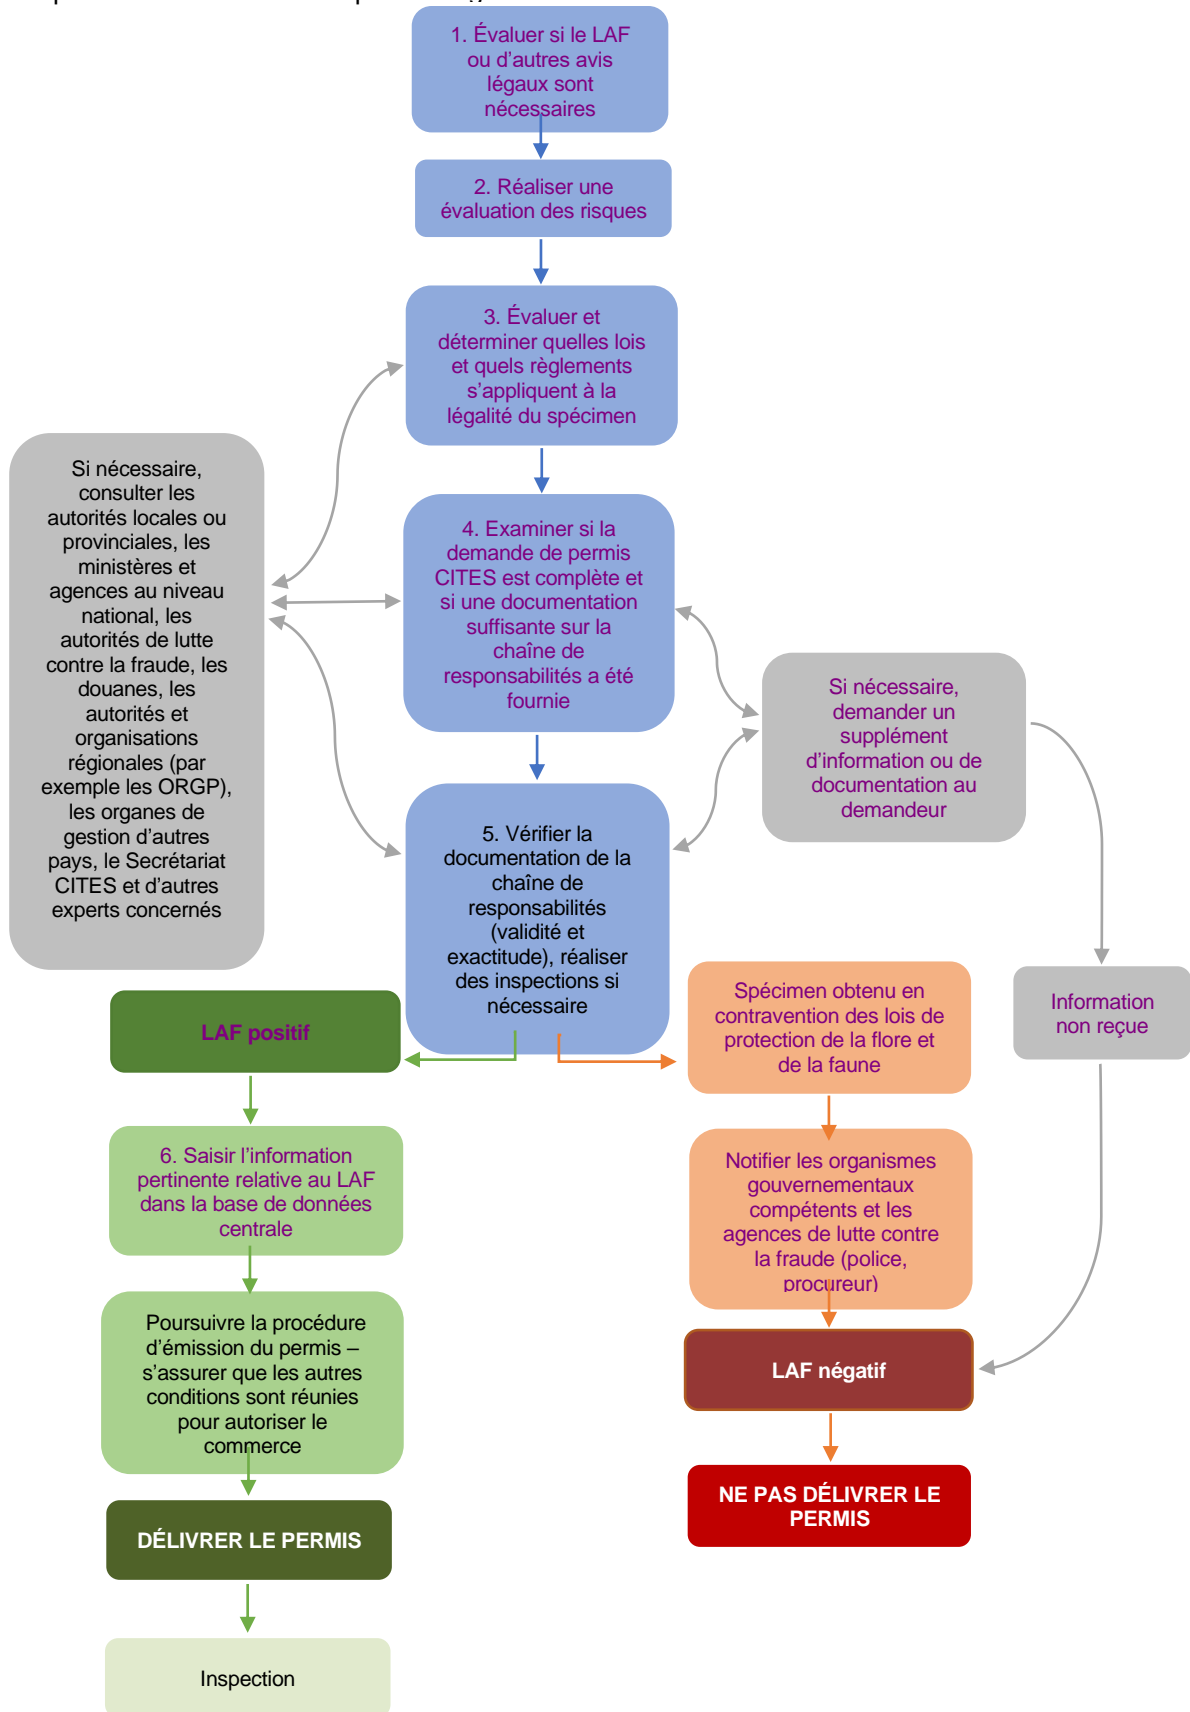 1. Évaluer si le LAF
ou d'autres avis
légaux sont
nécessaires
2. Réaliser une
évaluation des risques
3. Évaluer et
déterminer quelles lois
et quels règlements
s'appliquent à la
légalité du spécimen
Si nécessaire,
consulter les
autorités locales ou
provinciales, les
ministères et
agences au niveau
national, les
autorités de lutte
contre la fraude, les
douanes, les
autorités et
organisations
régionales (par
exemple les ORGP),
les organes de
gestion d'autres
pays, le Secrétariat
CITES et d'autres
experts concernés
4. Examiner si la
demande de permis
CITES est complète et
si une documentation
suffisante sur la
chaîne de
responsabilités a été
fournie
Si nécessaire,
demander un
supplément
d'information ou de
documentation au
demandeur
5. Vérifier la
documentation de la
chaîne de
responsabilités
(validité et
exactitude), réaliser
des inspections si
nécessaire
Information
non reçue
LAF positif
Spécimen obtenu en
contravention des lois de
protection de la flore et
de la faune
6. Saisir l'information
pertinente relative au LAF
dans la base de données
centrale
Notifier les organismes
gouvernementaux
compétents et les
agences de lutte contre
la fraude (police,
procureur)
Poursuivre la procédure
d'émission du permis –
s'assurer que les autres
conditions sont réunies
pour autoriser le
commerce
LAF négatif
DÉLIVRER LE PERMIS
NE PAS DÉLIVRER LE
PERMIS
Inspection